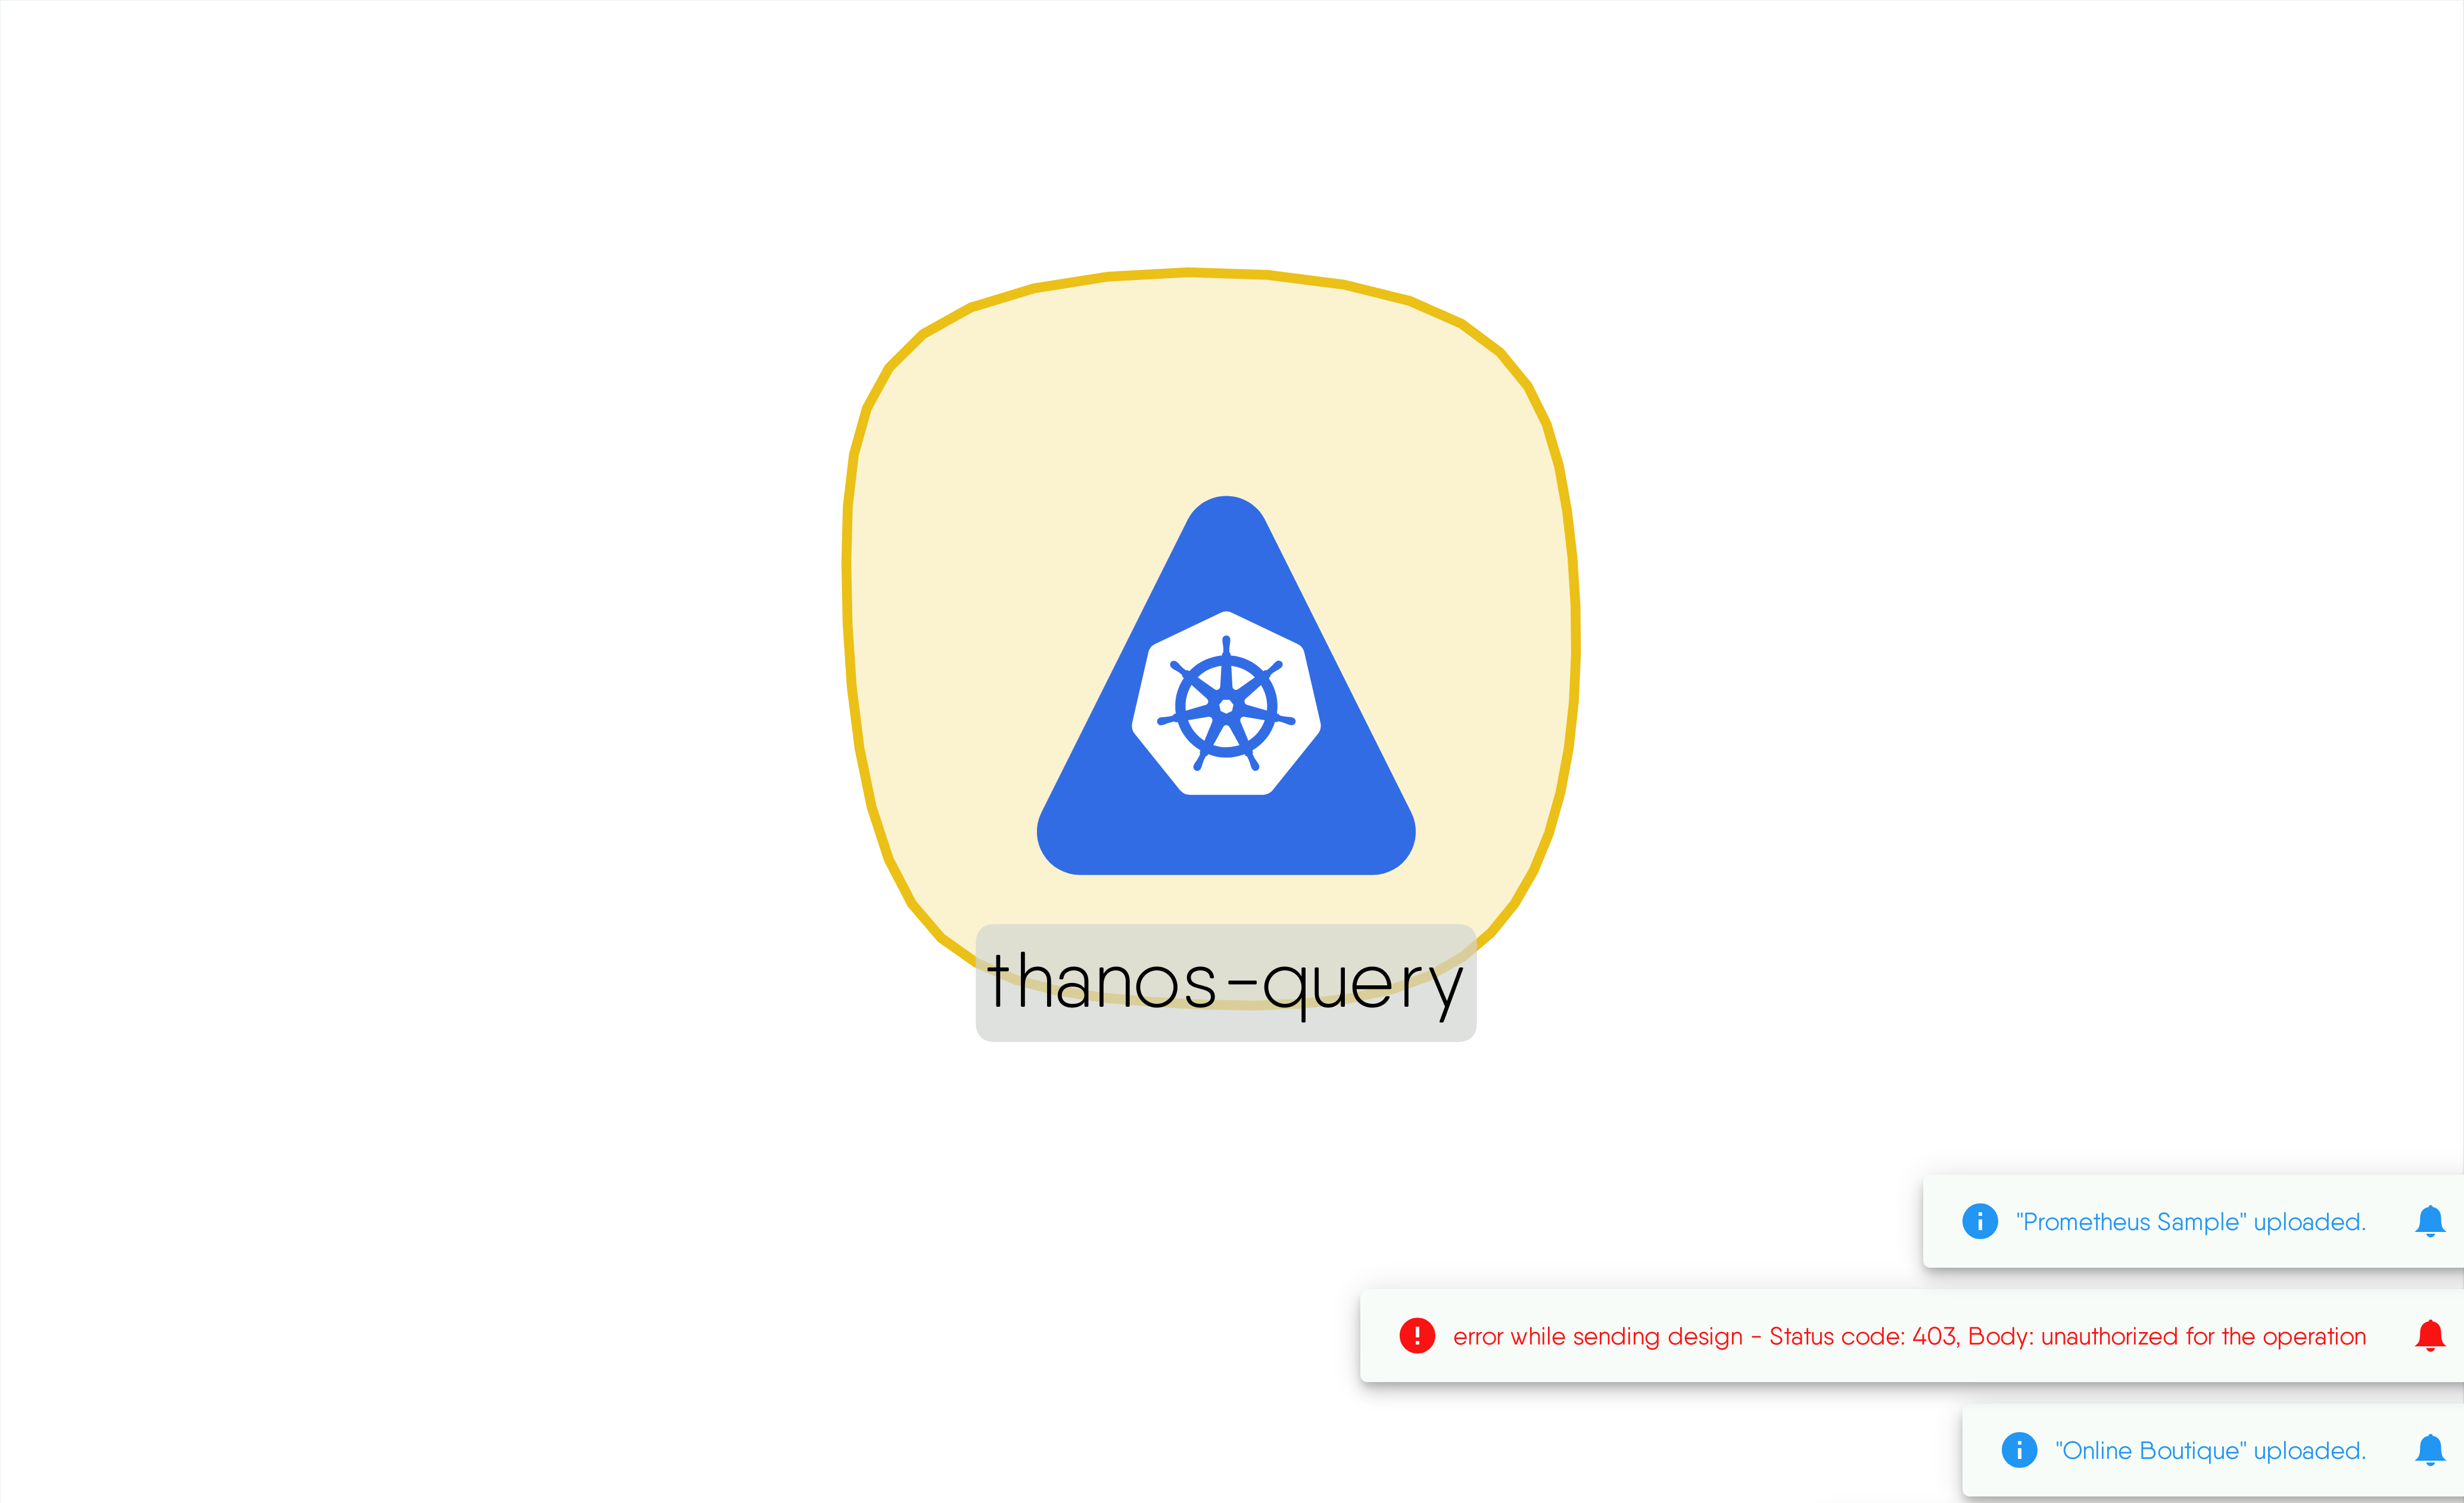 thanos-query
"Prometheus Sample" uploaded.
error while sending design - Status code: 403, Body: unauthorized for the operation
"Online Boutique" uploaded.